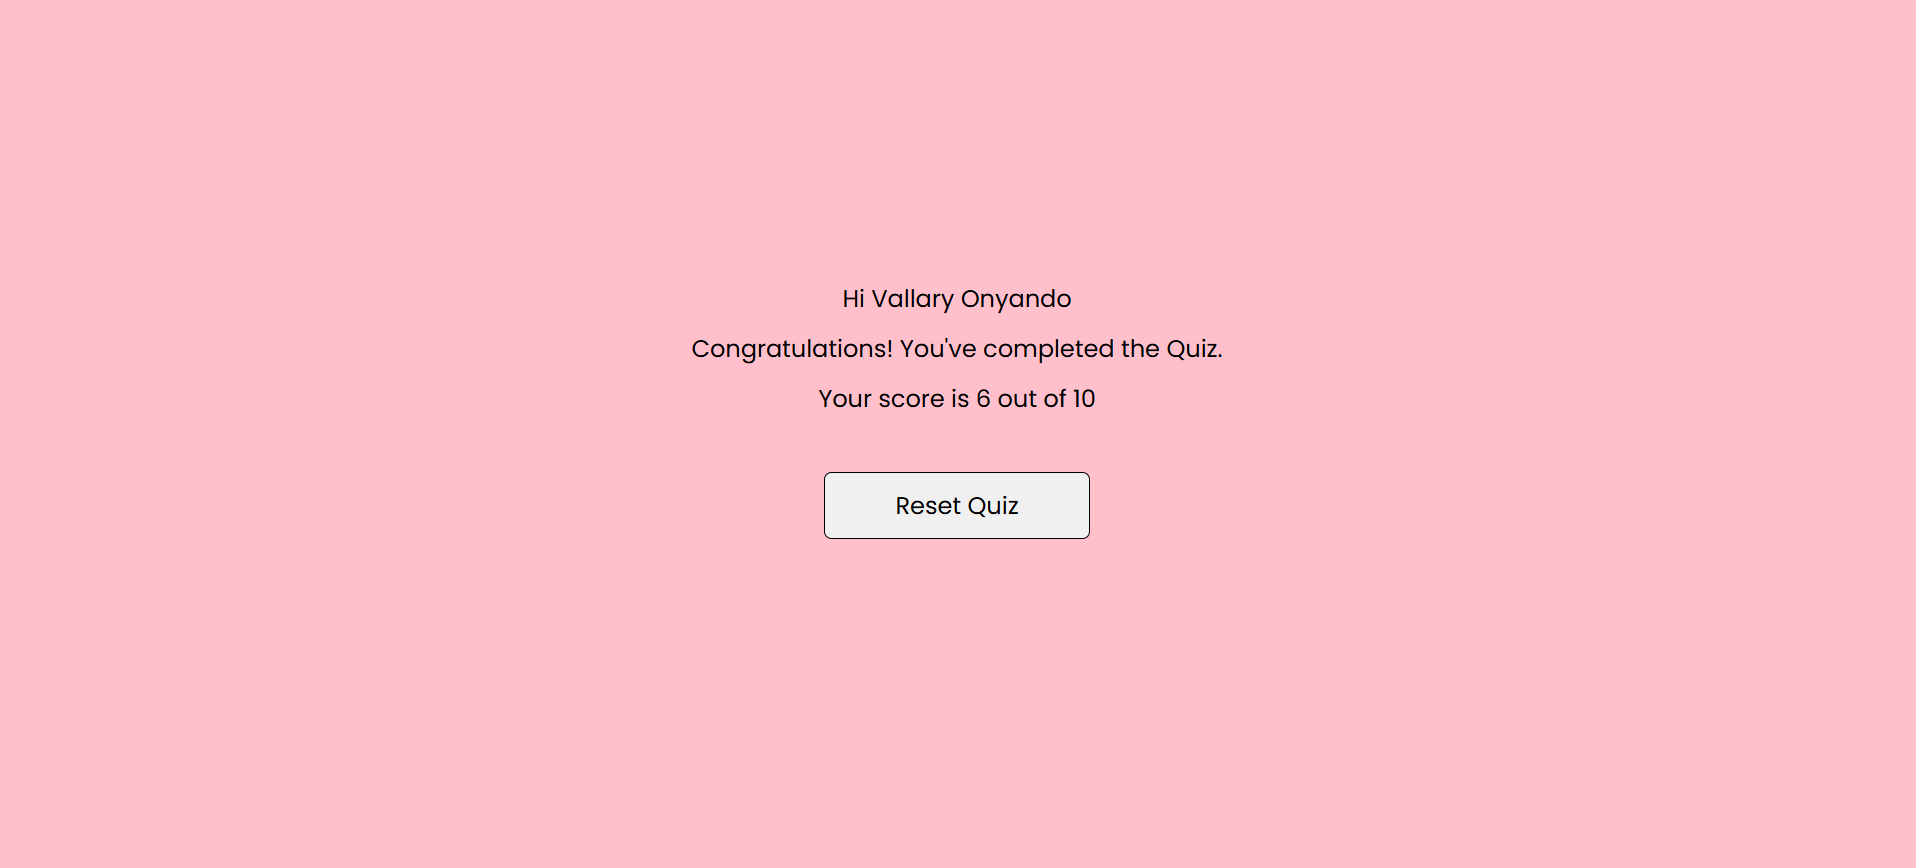 Hi Vallary Onyando
Congratulations! You've completed the Quiz.
Your score is 6 out of 10
Reset Quiz